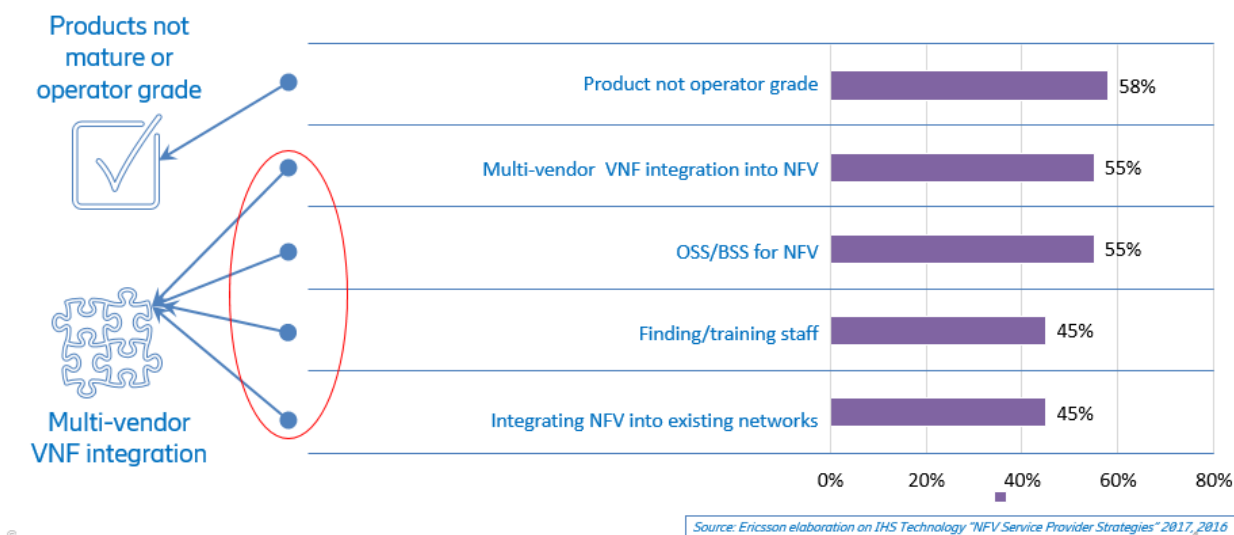 Products not
mature or
operator grade
Product not operator grade
58%
Multi-vendor VNF integration into NFV
55%
OSS/BSS for NFV
55%
Finding/training staff
45%
Multi-vendor
VNF integration
Integrating NFV into existing networks
45%
0% 20% 40% 60% 80%
Source: Ericsson elaboration on IHS Technology "NFV Service Provider Strategies" 2017, 2016